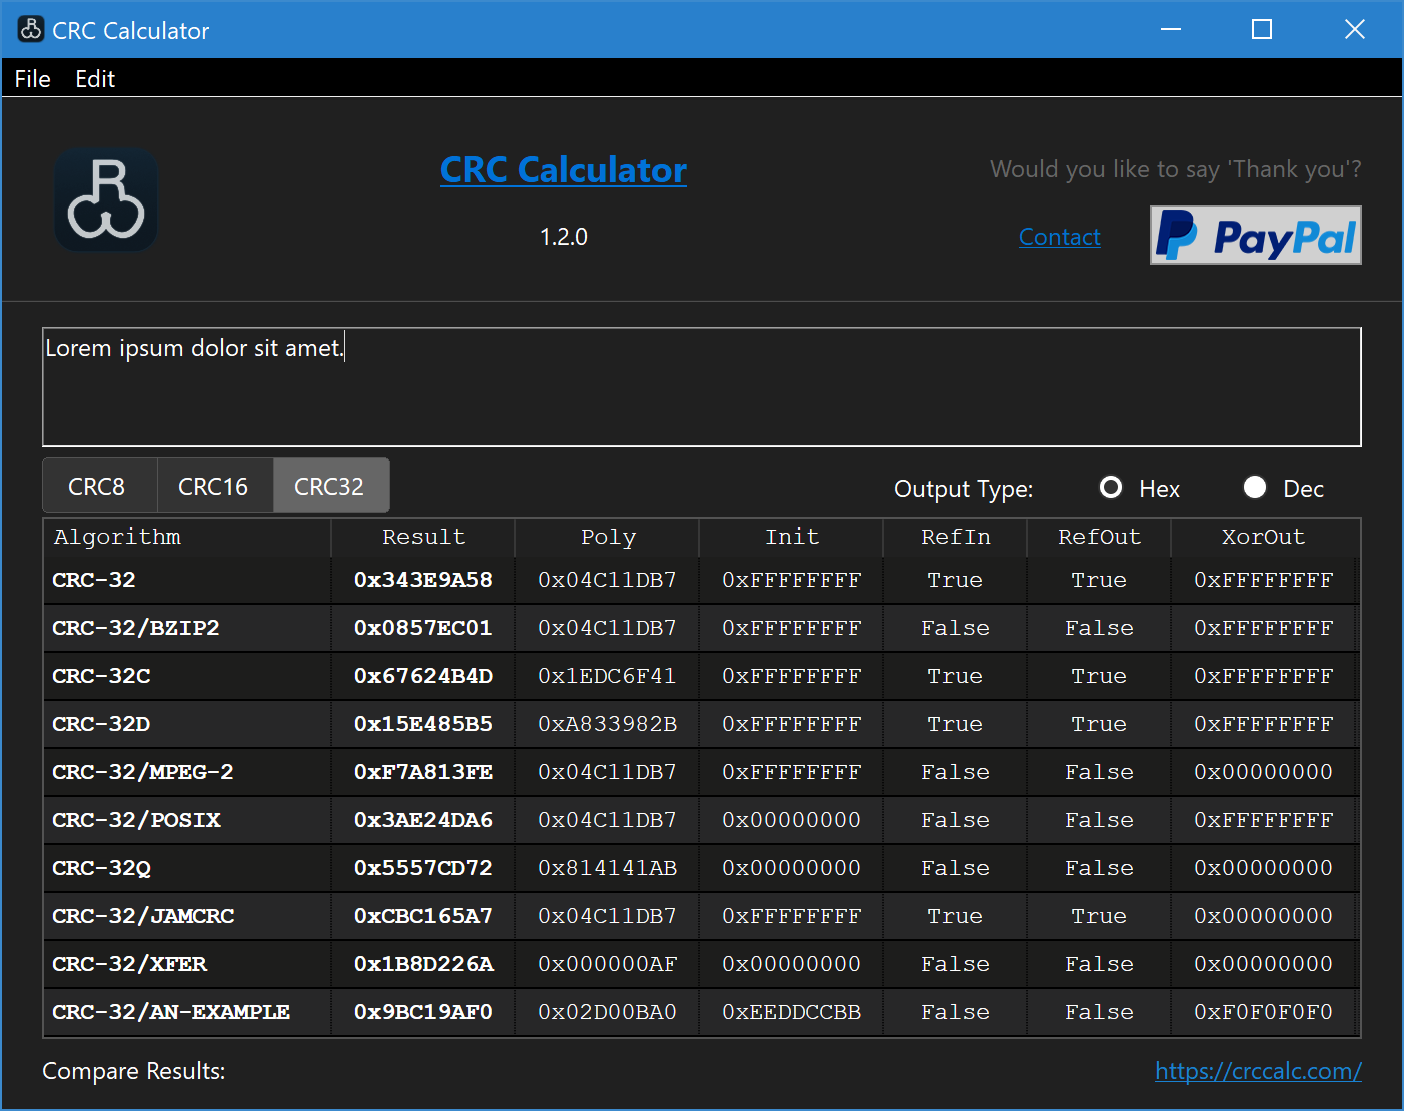 CRC Calculator
File Edit
CRC Calculator
Would you like to say 'Thank you'?
1.2.0
Contact
PayPal
Lorem ipsum dolor sit amet.
CRC8 CRC16 CRC32 Output Type: Hex Dec
Algorithm Result Poly Init RefIn RefOut XorOut
CRC-32 0x343E9A58 0x04C11DB7 0xFFFFFFFF True True 0xFFFFFFFF
CRC-32/BZIP2 0x0857EC01 0x04C11DB7 0xFFFFFFFF False False 0xFFFFFFFF
CRC-32C 0x67624B4D 0x1EDC6F41 0xFFFFFFFF True True 0xFFFFFFFF
CRC-32D 0x15E485B5 0xA833982B 0xFFFFFFFF True True 0xFFFFFFFF
CRC-32/MPEG-2 0xF7A813FE 0x04C11DB7 0xFFFFFFFF False False 0x00000000
CRC-32/POSIX 0x3AE24DA6 0x04C11DB7 0x00000000 False False 0xFFFFFFFF
CRC-32Q 0x5557CD72 0x814141AB 0x00000000 False False 0x00000000
CRC-32/JAMCRC 0xCBC165A7 0x04C11DB7 0xFFFFFFFF True True 0x00000000
CRC-32/XFER 0x1B8D226A 0x000000AF 0x00000000 False False 0x00000000
CRC-32/AN-EXAMPLE 0x9BC19AF0 0x02D00BA0 0xEEDDCCBB False False 0xF0F0F0F0
Compare Results: https://crccalc.com/